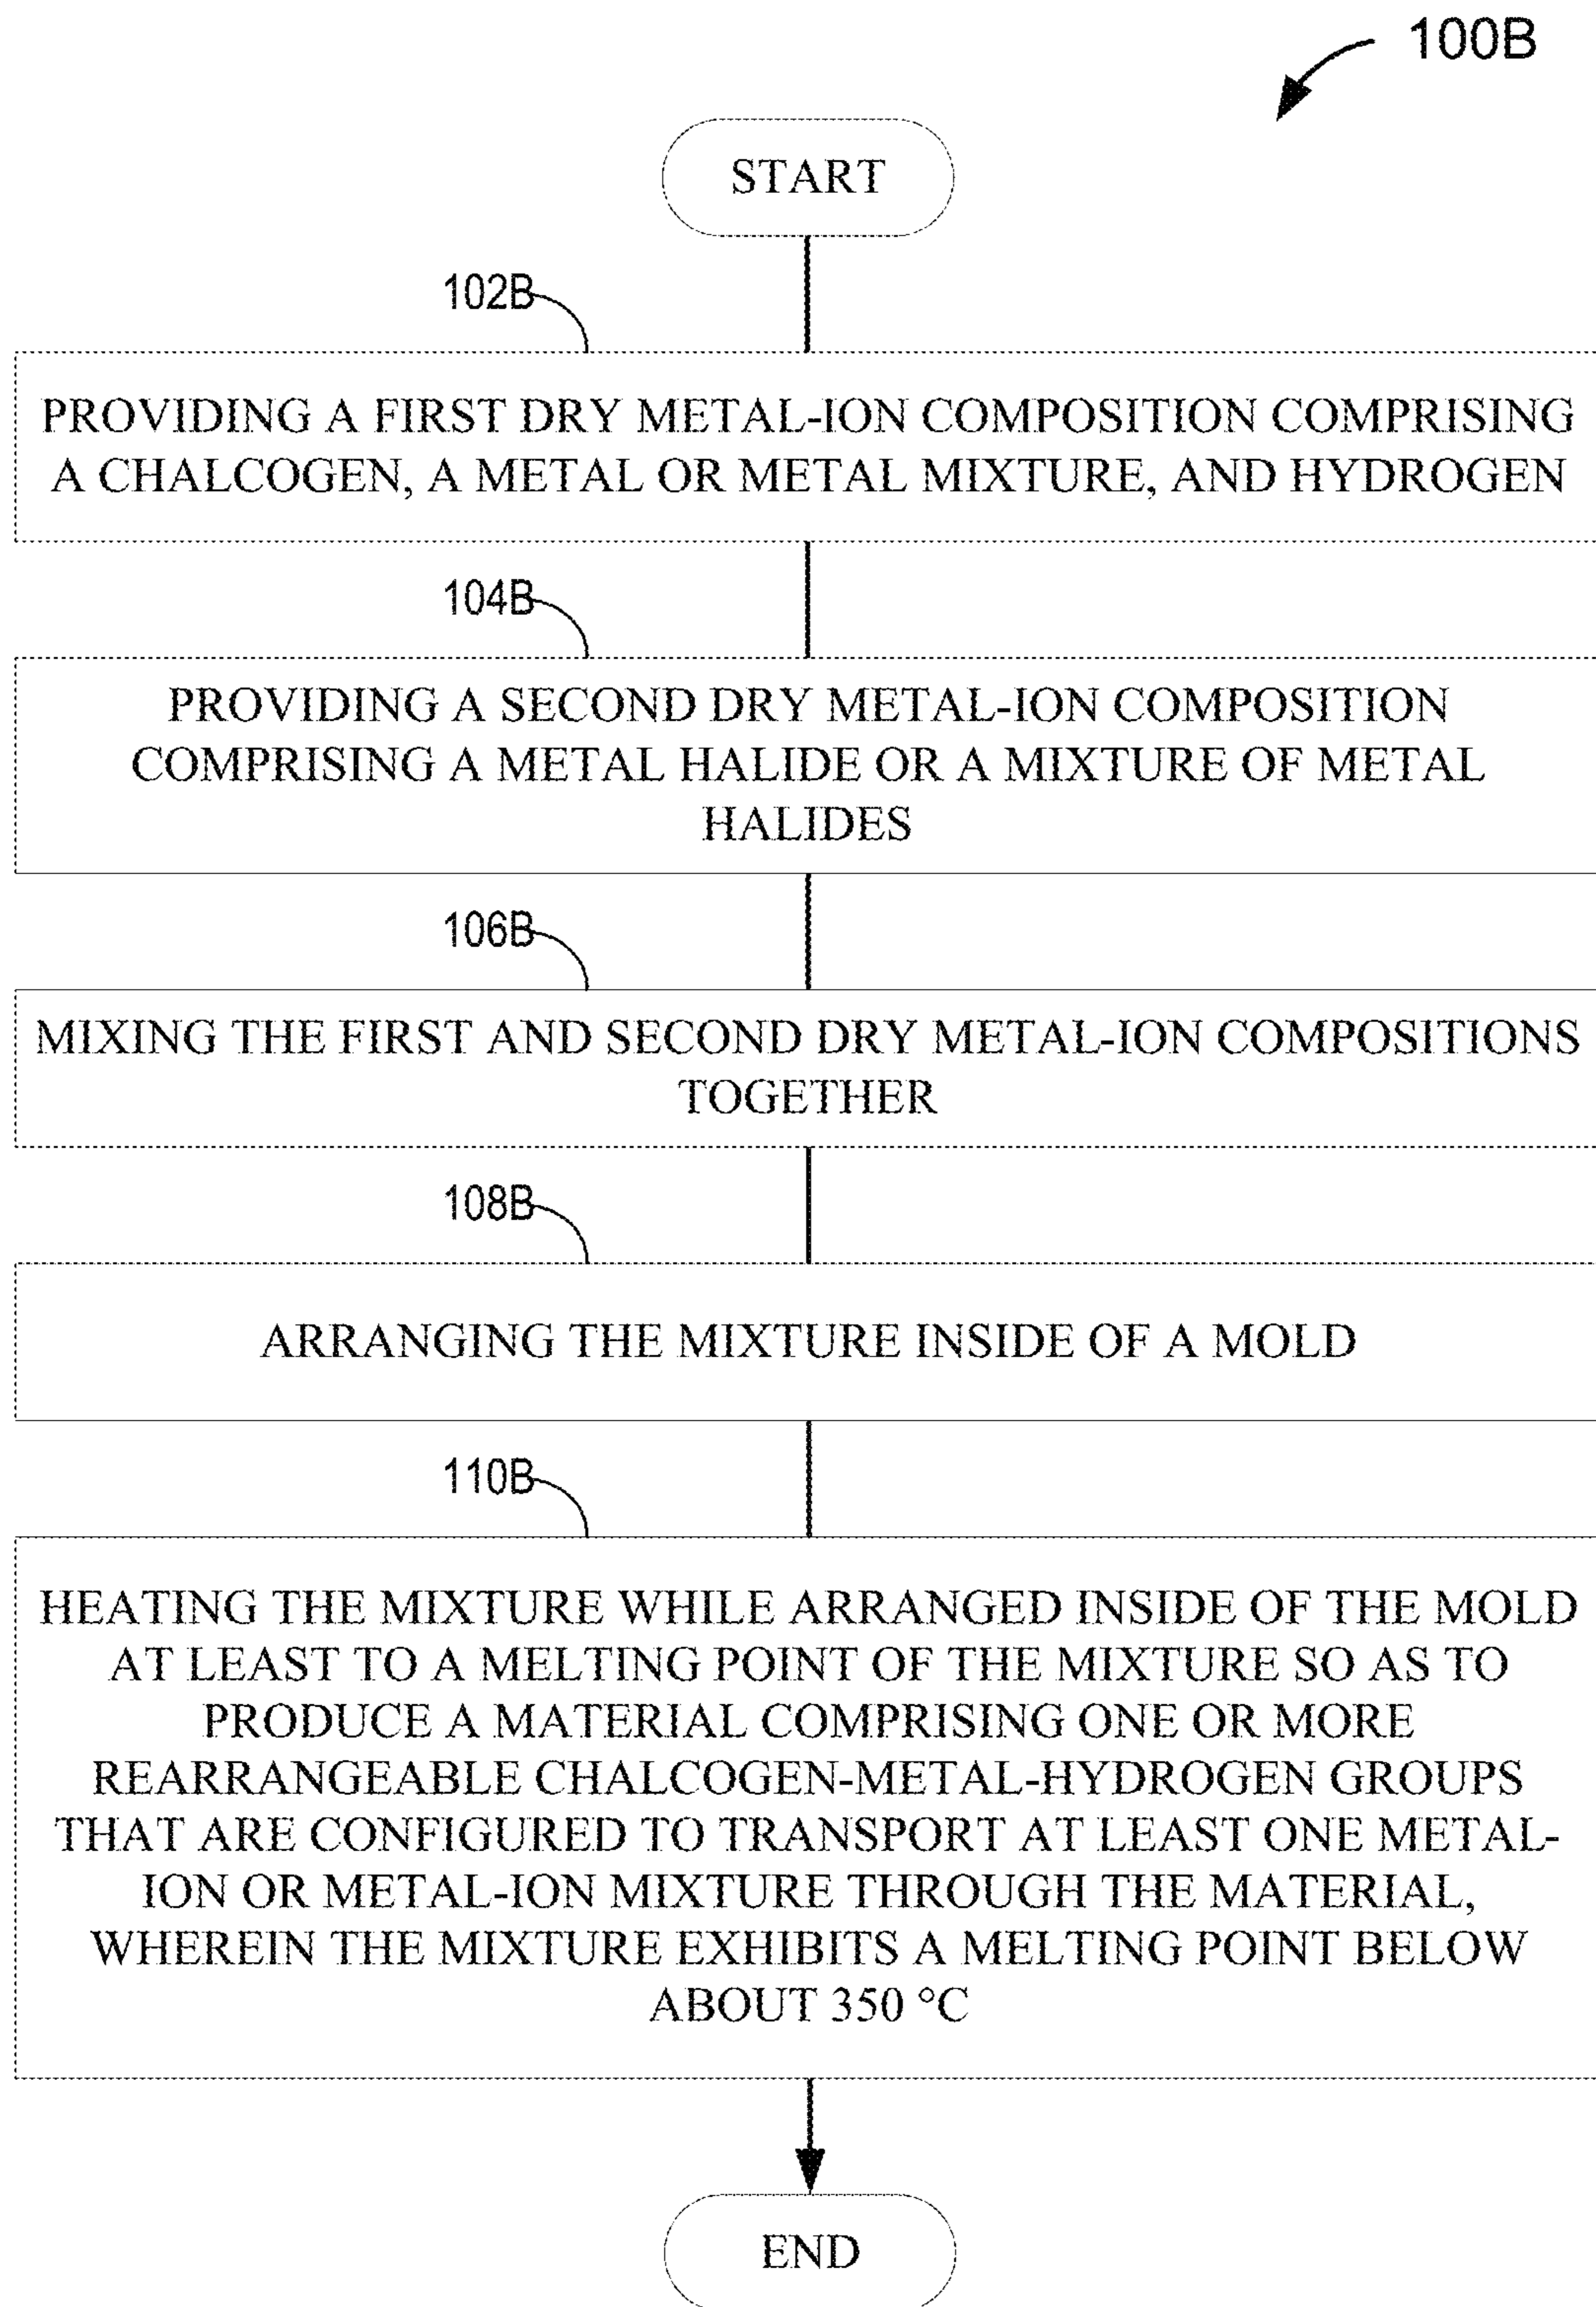 100B
START
102B
PROVIDING A FIRST DRY METAL-ION COMPOSITION COMPRISING
A CHALCOGEN, A METAL OR METAL MIXTURE, AND HYDROGEN
104B
PROVIDING A SECOND DRY METAL-ION COMPOSITION
COMPRISING A METAL HALIDE OR A MIXTURE OF METAL
HALIDES
106B
MIXING THE FIRST AND SECOND DRY METAL-ION COMPOSITIONS
TOGETHER
108B
ARRANGING THE MIXTURE INSIDE OF A MOLD
110B
HEATING THE MIXTURE WHILE ARRANGED INSIDE OF THE MOLD
AT LEAST TO A MELTING POINT OF THE MIXTURE SO AS TO
PRODUCE A MATERIAL COMPRISING ONE OR MORE
REARRANGEABLE CHALCOGEN-METAL-HYDROGEN GROUPS
THAT ARE CONFIGURED TO TRANSPORT AT LEAST ONE METAL-
ION OR METAL-ION MIXTURE THROUGH THE MATERIAL,
WHEREIN THE MIXTURE EXHIBITS A MELTING POINT BELOW
ABOUT 350 °C
END